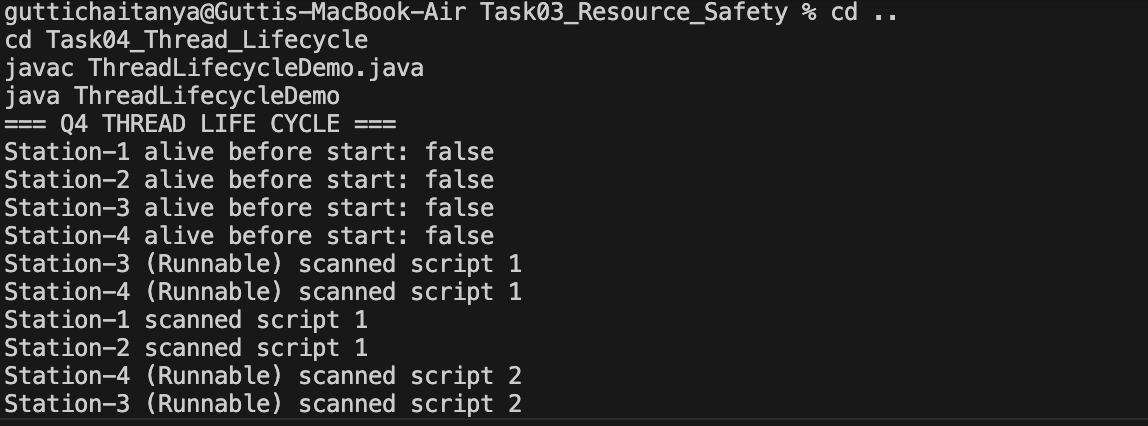 guttichaitanya@Guttis-MacBook-Air Task03_Resource_Safety % cd ..
cd Task04_Thread_Lifecycle
javac ThreadLifecycleDemo.java
java ThreadLifecycleDemo
=== Q4 THREAD LIFE CYCLE ===
Station-1 alive before start: false
Station-2 alive before start: false
Station-3 alive before start: false
Station-4 alive before start: false
Station-3 (Runnable) scanned script 1
Station-4 (Runnable) scanned script 1
Station-1 scanned script 1
Station-2 scanned script 1
Station-4 (Runnable) scanned script 2
Station-3 (Runnable) scanned script 2